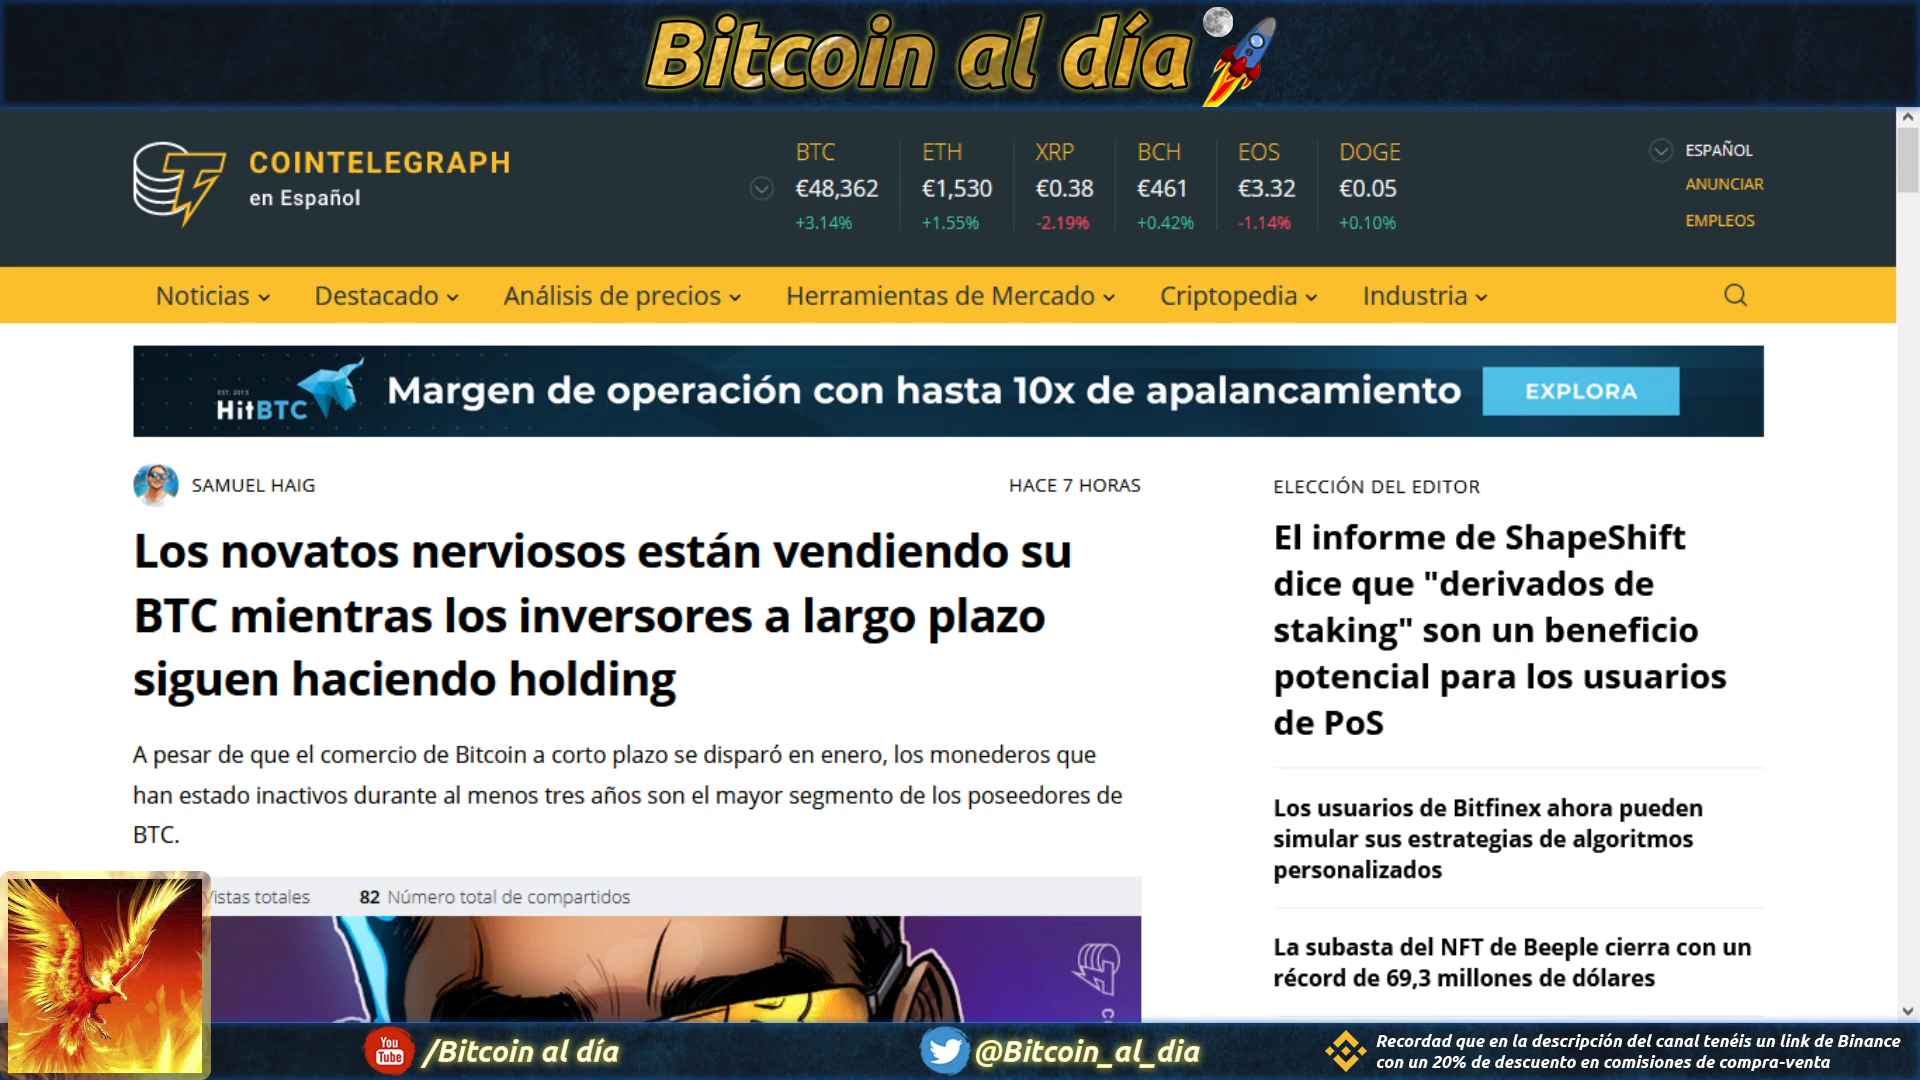 Bitcoin al día
COINTELEGRAPH
en Español
BTC
€48,362
+3.14%
ETH
€1,530
+1.55%
XRP
€0.38
-2.19%
BCH
€461
+0.42%
EOS
€3.32
-1.14%
DOGE
€0.05
+0.10%
ESPAÑOL
ANUNCIAR
EMPLEOS
Noticias Destacado Análisis de precios Herramientas de Mercado Criptopedia Industria
EST. 2013
HitBTC
Margen de operación con hasta 10x de apalancamiento
EXPLORA
SAMUEL HAIG
HACE 7 HORAS
Los novatos nerviosos están vendiendo su
BTC mientras los inversores a largo plazo
siguen haciendo holding
A pesar de que el comercio de Bitcoin a corto plazo se disparó en enero, los monederos que
han estado inactivos durante al menos tres años son el mayor segmento de los poseedores de
BTC.
Vistas totales
82 Número total de compartidos
ELECCIÓN DEL EDITOR
El informe de ShapeShift
dice que "derivados de
staking" son un beneficio
potencial para los usuarios
de PoS
Los usuarios de Bitfinex ahora pueden
simular sus estrategias de algoritmos
personalizados
La subasta del NFT de Beeple cierra con un
récord de 69,3 millones de dólares
You
Tube
/Bitcoin al día
@Bitcoin_al_dia
Recordad que en la descripción del canal tenéis un link de Binance
con un 20% de descuento en comisiones de compra-venta